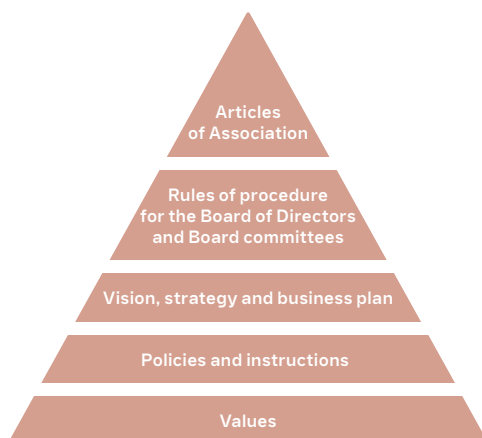 Articles
of Association
Rules of procedure
for the Board of Directors
and Board committees
Vision, strategy and business plan
Policies and instructions
Values